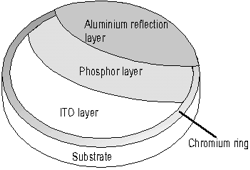 Aluminium reflection
layer
Phosphor layer
ITO layer
Chromium ring
Substrate